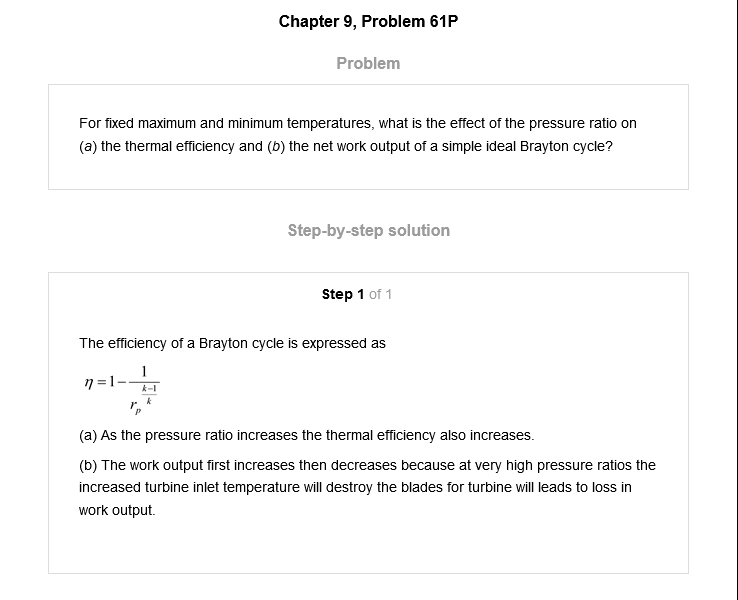 Chapter 9, Problem 61P
Problem
For fixed maximum and minimum temperatures, what is the effect of the pressure ratio on
(a) the thermal efficiency and (b) the net work output of a simple ideal Brayton cycle?
Step-by-step solution
Step 1 of 1
The efficiency of a Brayton cycle is expressed as
η = 1 − 1 / r_p^((k−1)/k)
(a) As the pressure ratio increases the thermal efficiency also increases.
(b) The work output first increases then decreases because at very high pressure ratios the
increased turbine inlet temperature will destroy the blades for turbine will leads to loss in
work output.